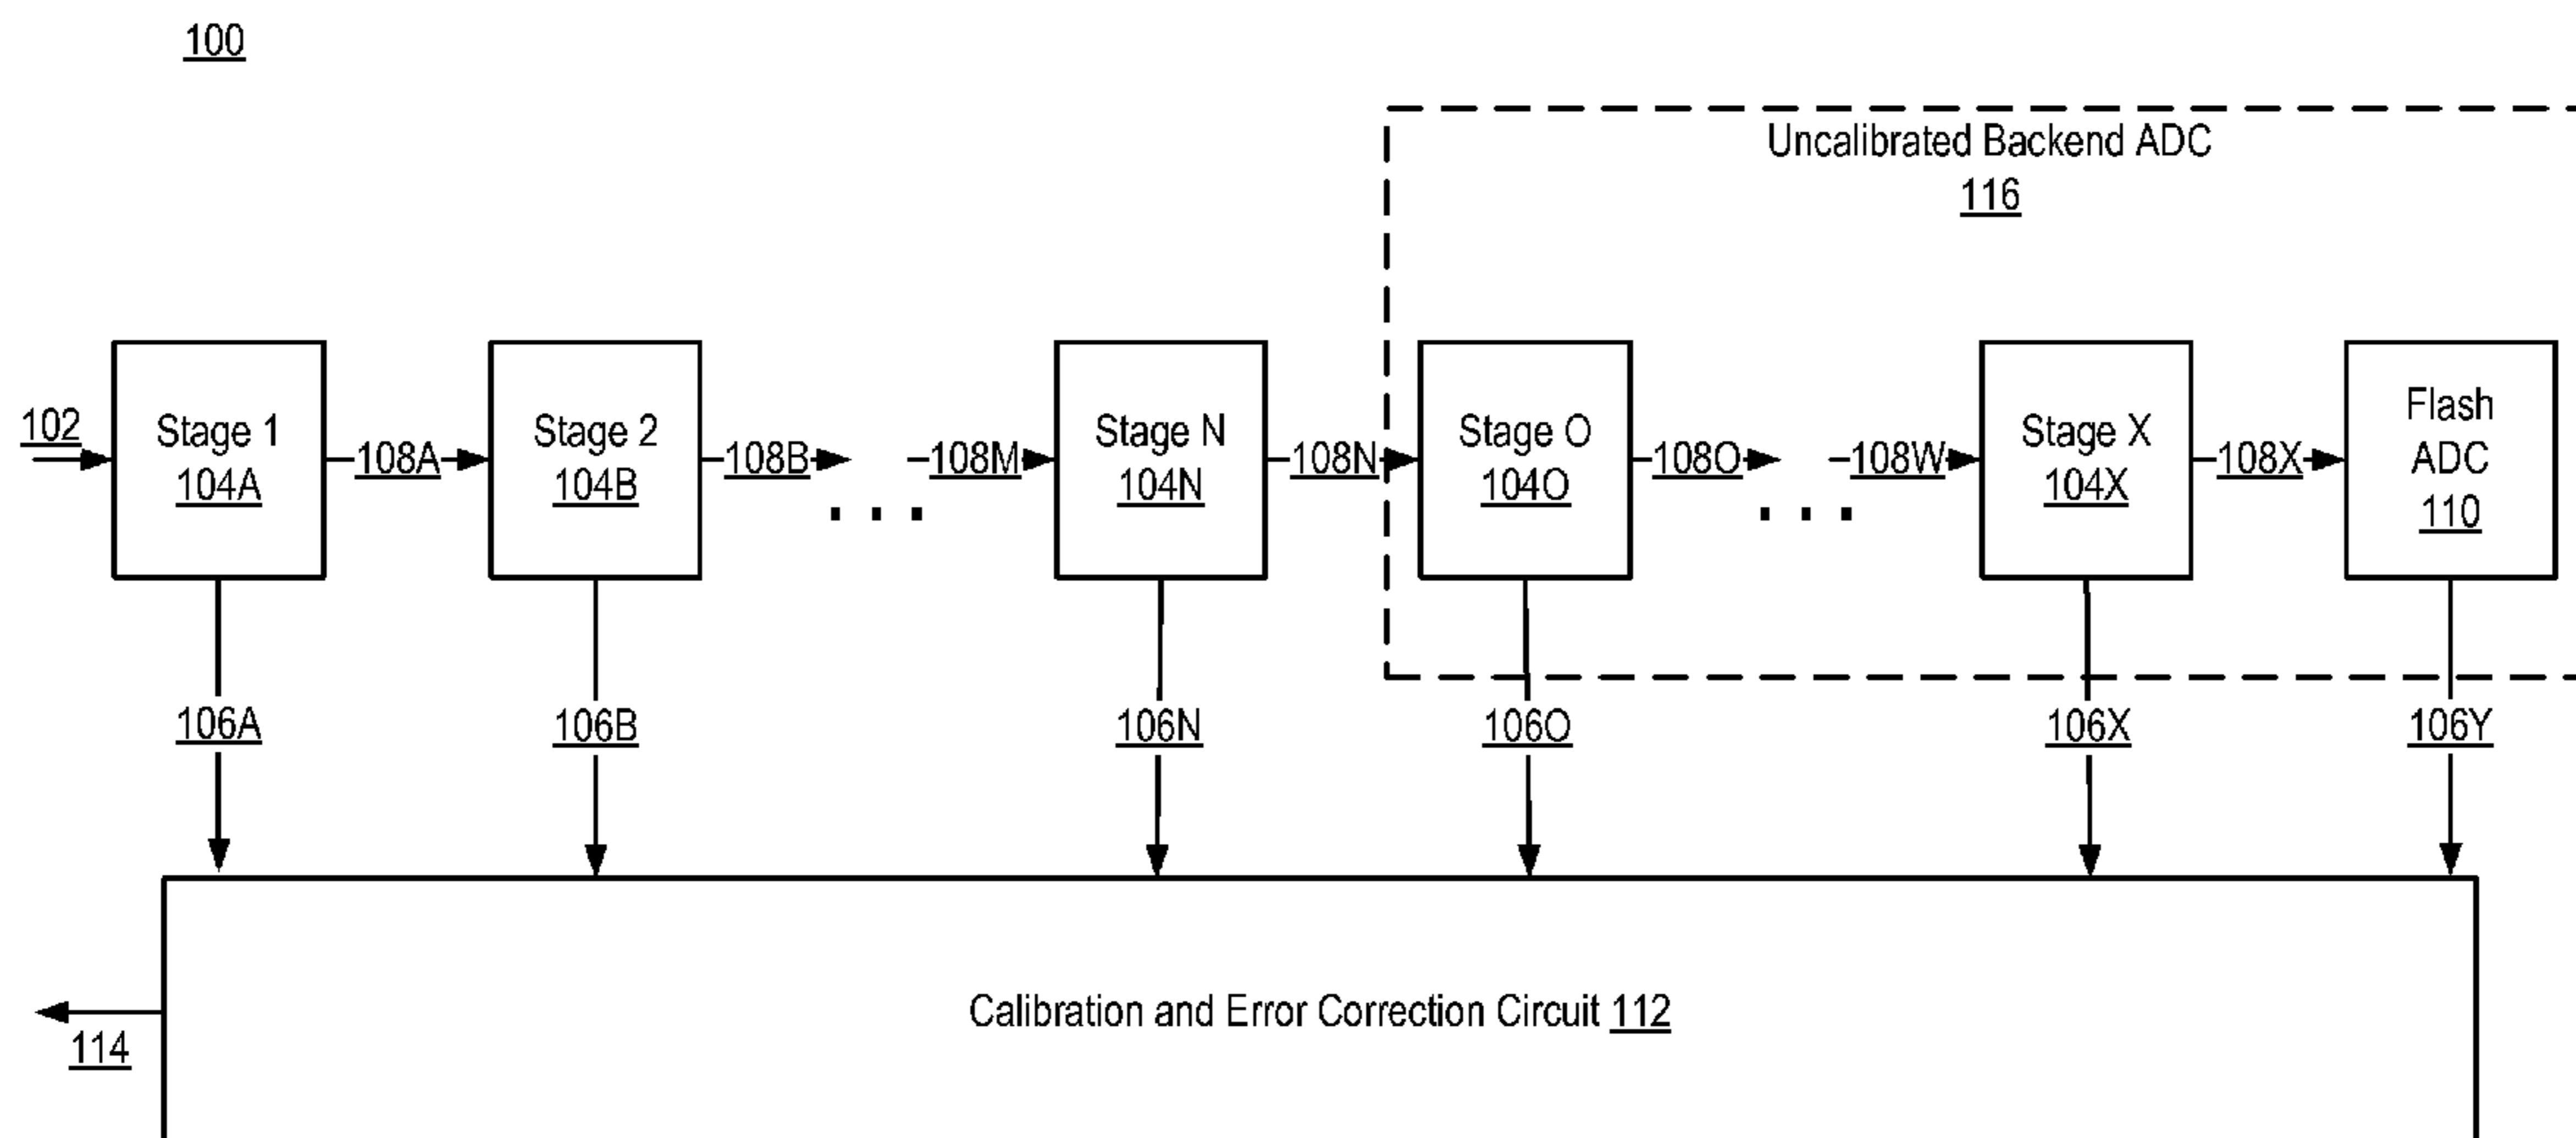 100
Uncalibrated Backend ADC
116
102
Stage 1
104A
108A
Stage 2
104B
108B
. . .
108M
Stage N
104N
108N
Stage O
104O
108O
. . .
108W
Stage X
104X
108X
Flash
ADC
110
106A
106B
106N
106O
106X
106Y
Calibration and Error Correction Circuit 112
114